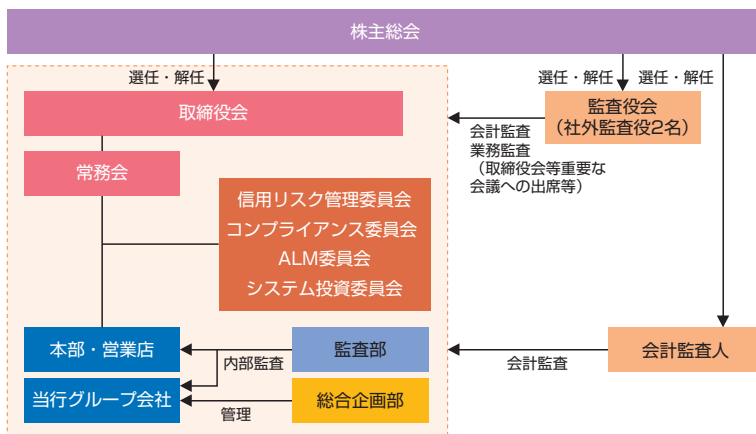 株主総会
選任・解任
選任・解任
選任・解任
取締役会
監査役会
（社外監査役2名）
会計監査
業務監査
（取締役会等重要な
会議への出席等）
常務会
信用リスク管理委員会
コンプライアンス委員会
ALM委員会
システム投資委員会
本部・営業店
内部監査
監査部
会計監査
会計監査人
当行グループ会社
管理
総合企画部